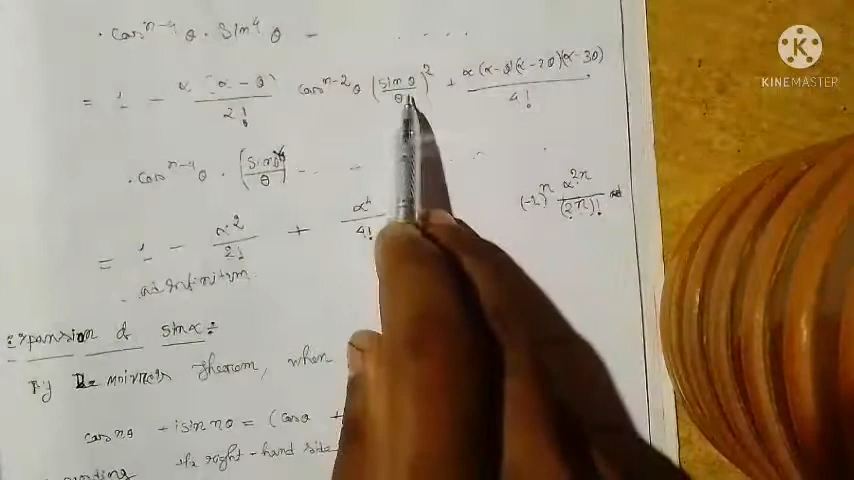 . cos^{n-4} θ · sin^4 θ - . . . . .
= 1 - α (α - θ) / 2! cos^{n-2} θ (sin θ / θ)^2 + α (α - θ)(α - 2θ)(α - 3θ) / 4!
. cos^{n-4} θ · (sin θ / θ)^4 - . . .
= 1 - α^2 / 2! + α^4 / 4! (-1)^n α^{2n} / (2n)!
ad infinitum.
Expansion of sin α :-
By De moivre's Theorem, when
cos nθ + i sin nθ = (cos θ +
the right-hand side
KINEMASTER